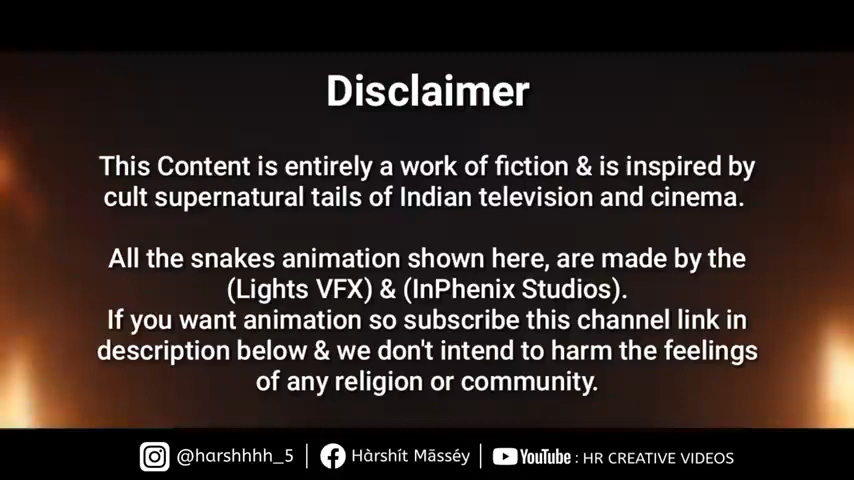 Disclaimer
This Content is entirely a work of fiction & is inspired by
cult supernatural tails of Indian television and cinema.
All the snakes animation shown here, are made by the
(Lights VFX) & (InPhenix Studios).
If you want animation so subscribe this channel link in
description below & we don't intend to harm the feelings
of any religion or community.
@harshhhh_5 | Hàrshít Māsséy | YouTube : HR CREATIVE VIDEOS